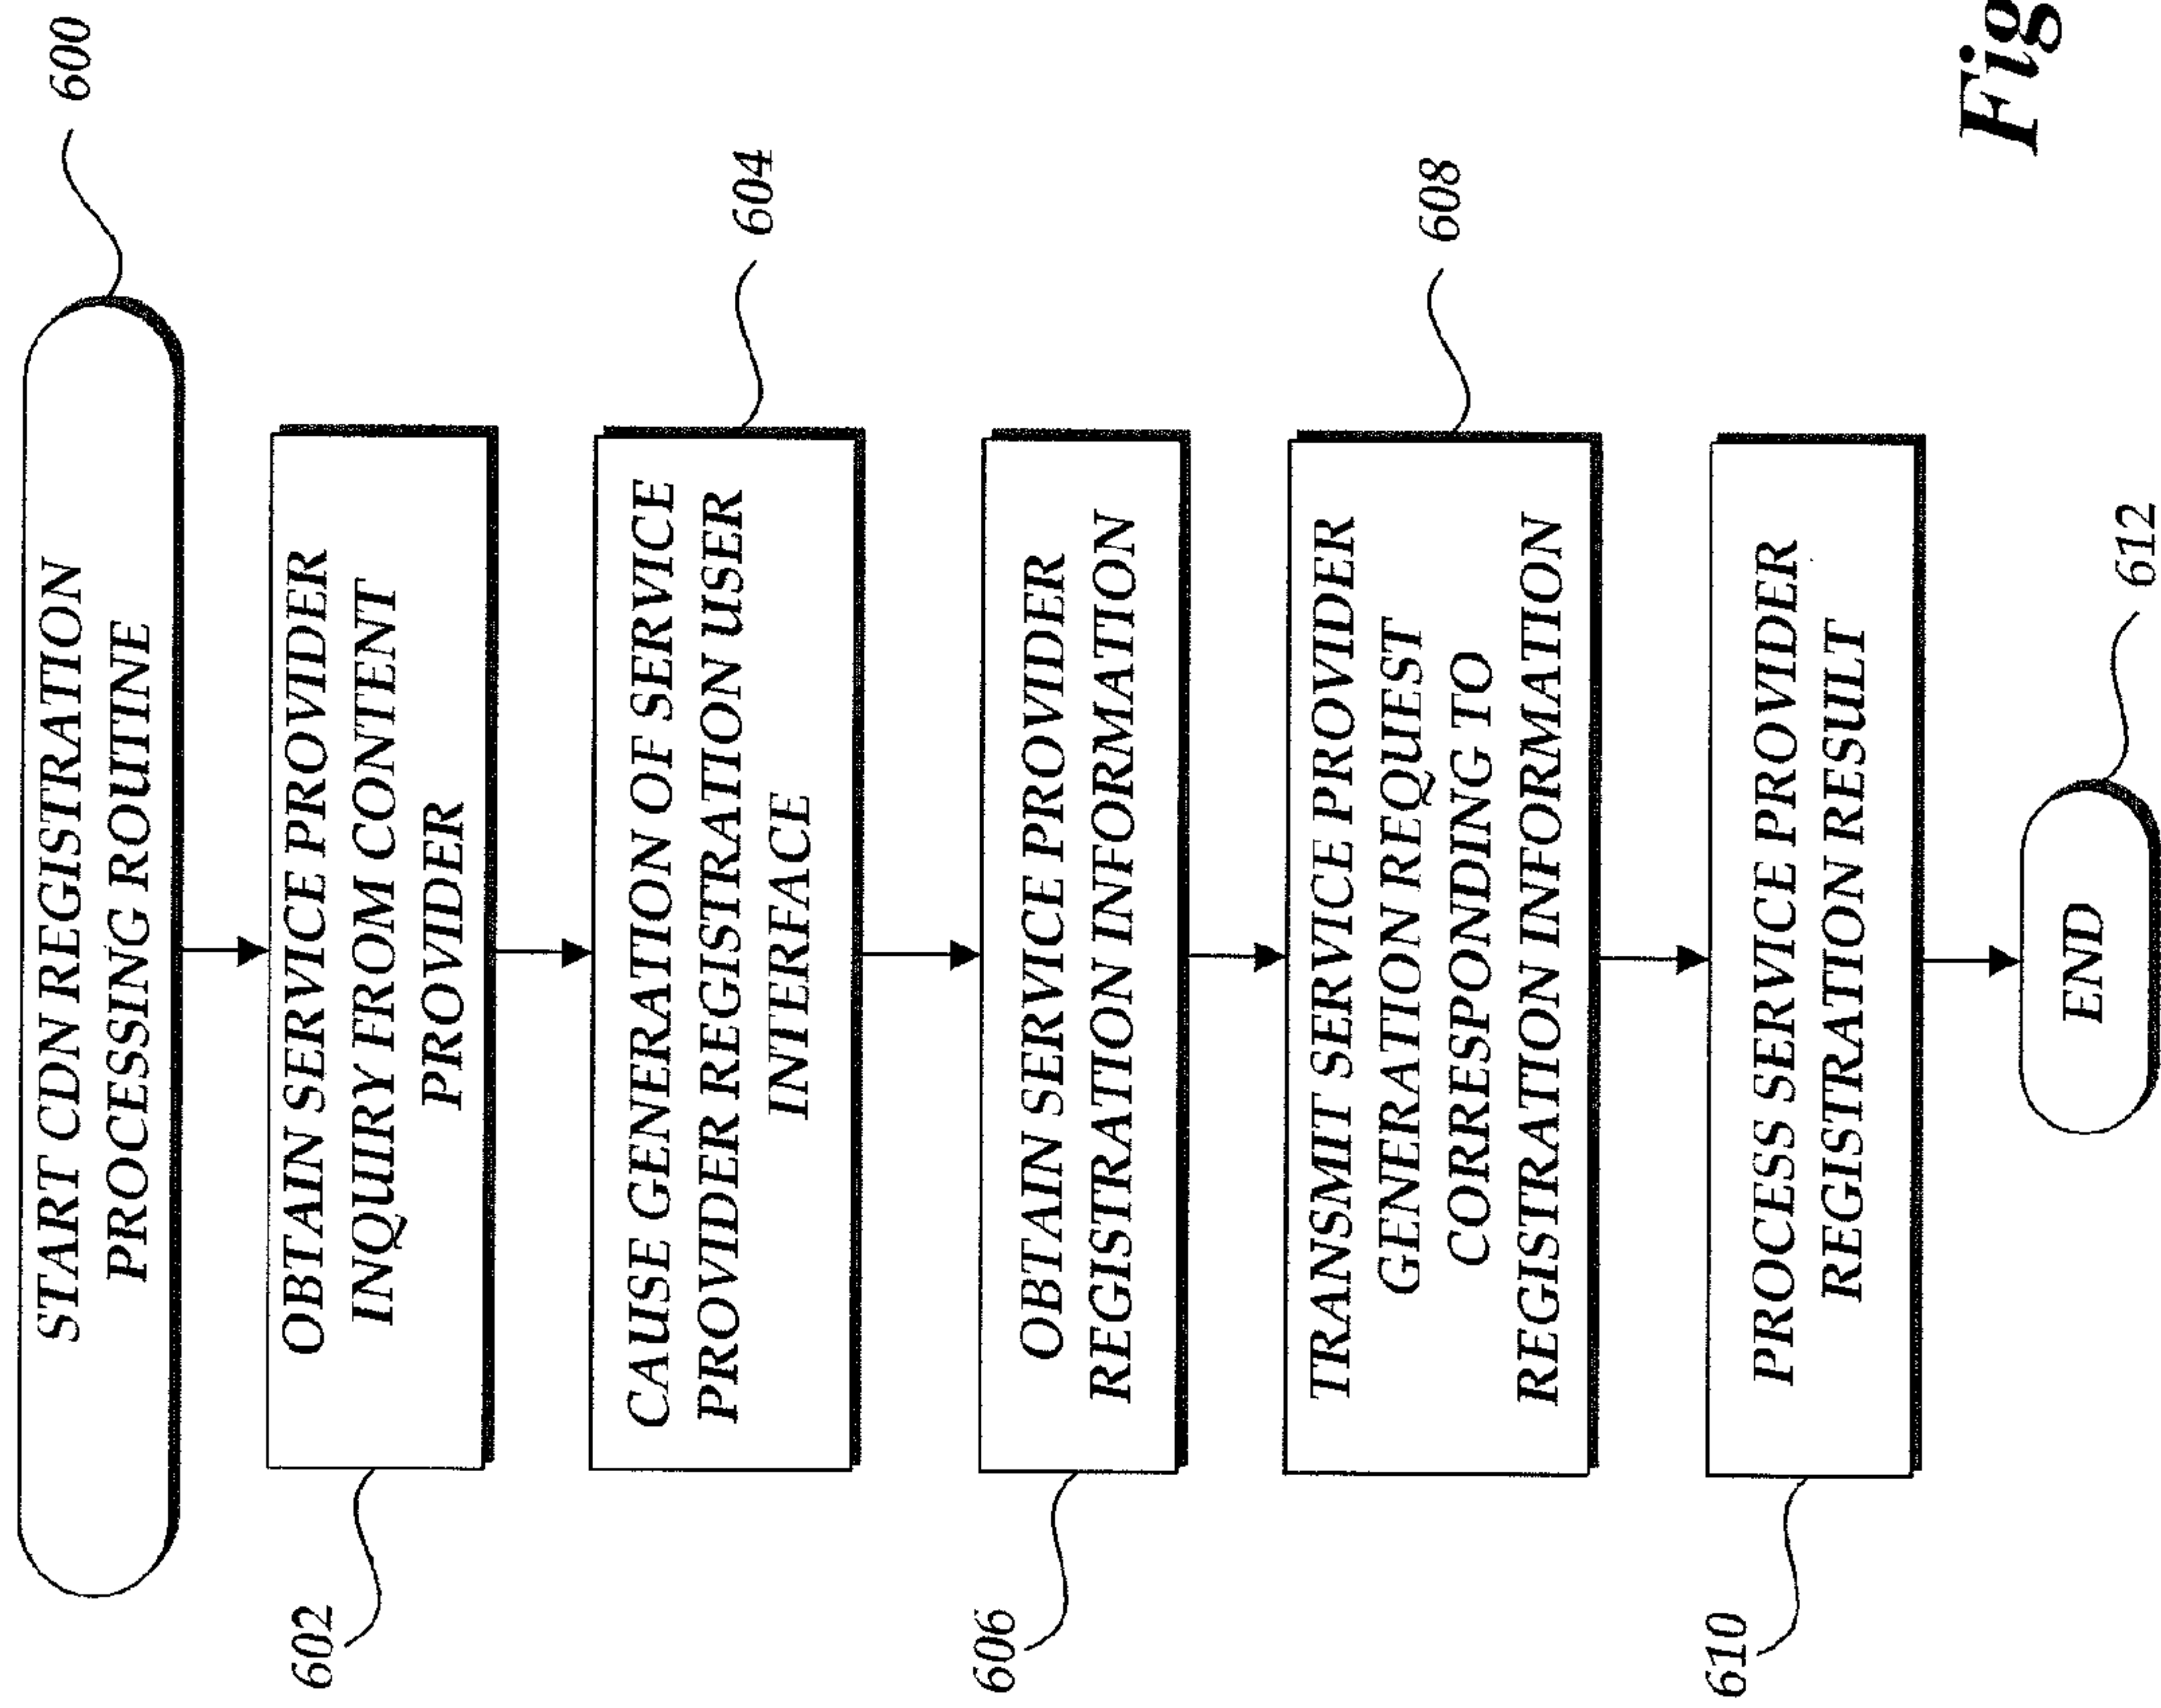 START CDN REGISTRATION
PROCESSING ROUTINE
600
OBTAIN SERVICE PROVIDER
INQUIRY FROM CONTENT
PROVIDER
602
CAUSE GENERATION OF SERVICE
PROVIDER REGISTRATION USER
INTERFACE
604
OBTAIN SERVICE PROVIDER
REGISTRATION INFORMATION
606
TRANSMIT SERVICE PROVIDER
GENERATION REQUEST
CORRESPONDING TO
REGISTRATION INFORMATION
608
PROCESS SERVICE PROVIDER
REGISTRATION RESULT
610
END
612
Fig